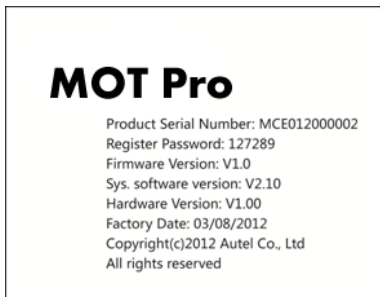 MOT Pro
Product Serial Number: MCE012000002
Register Password: 127289
Firmware Version: V1.0
Sys. software version: V2.10
Hardware Version: V1.00
Factory Date: 03/08/2012
Copyright(c)2012 Autel Co., Ltd
All rights reserved